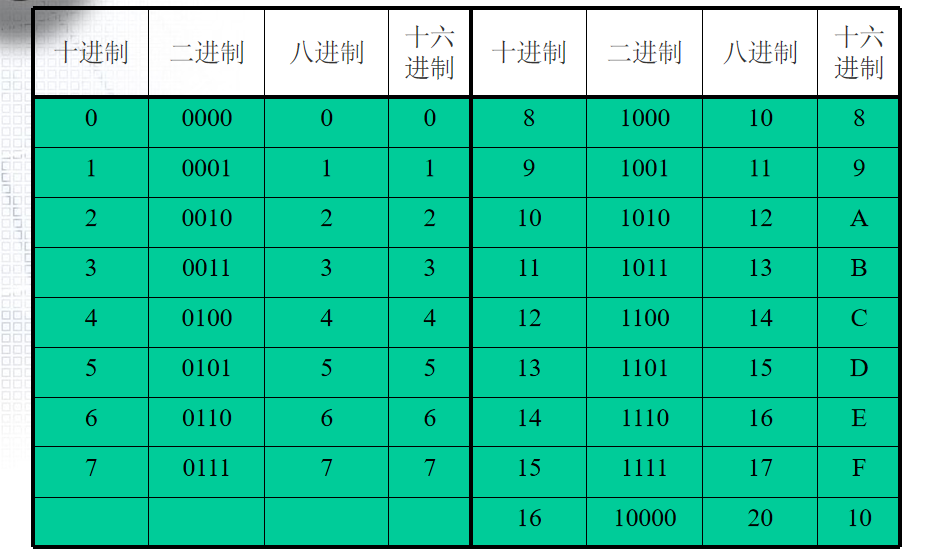 十进制 二进制 八进制 十六进制 十进制 二进制 八进制 十六进制
0 0000 0 0 8 1000 10 8
1 0001 1 1 9 1001 11 9
2 0010 2 2 10 1010 12 A
3 0011 3 3 11 1011 13 B
4 0100 4 4 12 1100 14 C
5 0101 5 5 13 1101 15 D
6 0110 6 6 14 1110 16 E
7 0111 7 7 15 1111 17 F
16 10000 20 10